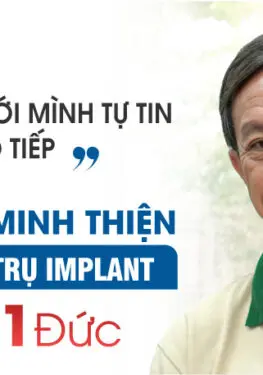 ỚI MÌNH TỰ TIN
TIẾP ”
MINH THIỆN
TRỤ IMPLANT
1 Đức